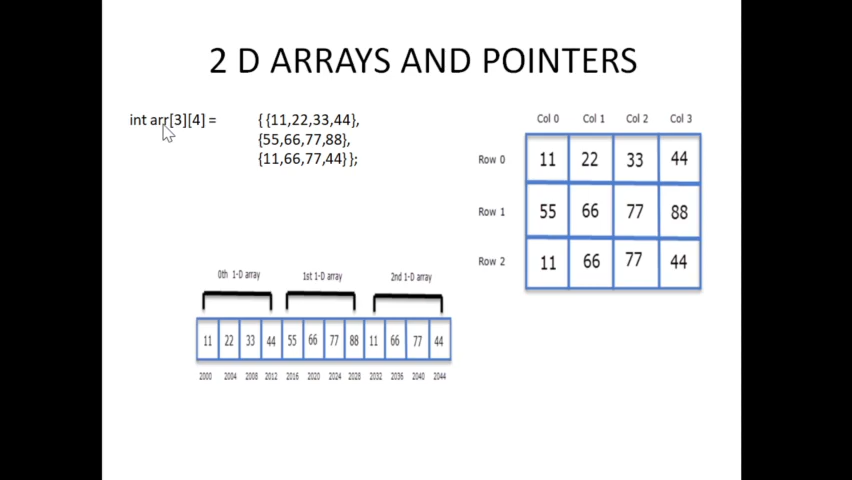 2 D ARRAYS AND POINTERS
int arr[3][4] = { {11,22,33,44},
{55,66,77,88},
{11,66,77,44} };
Col 0 Col 1 Col 2 Col 3
Row 0 11 22 33 44
Row 1 55 66 77 88
Row 2 11 66 77 44
0th 1-D array 1st 1-D array 2nd 1-D array
11 22 33 44 55 66 77 88 11 66 77 44
2000 2004 2008 2012 2016 2020 2024 2028 2032 2036 2040 2044